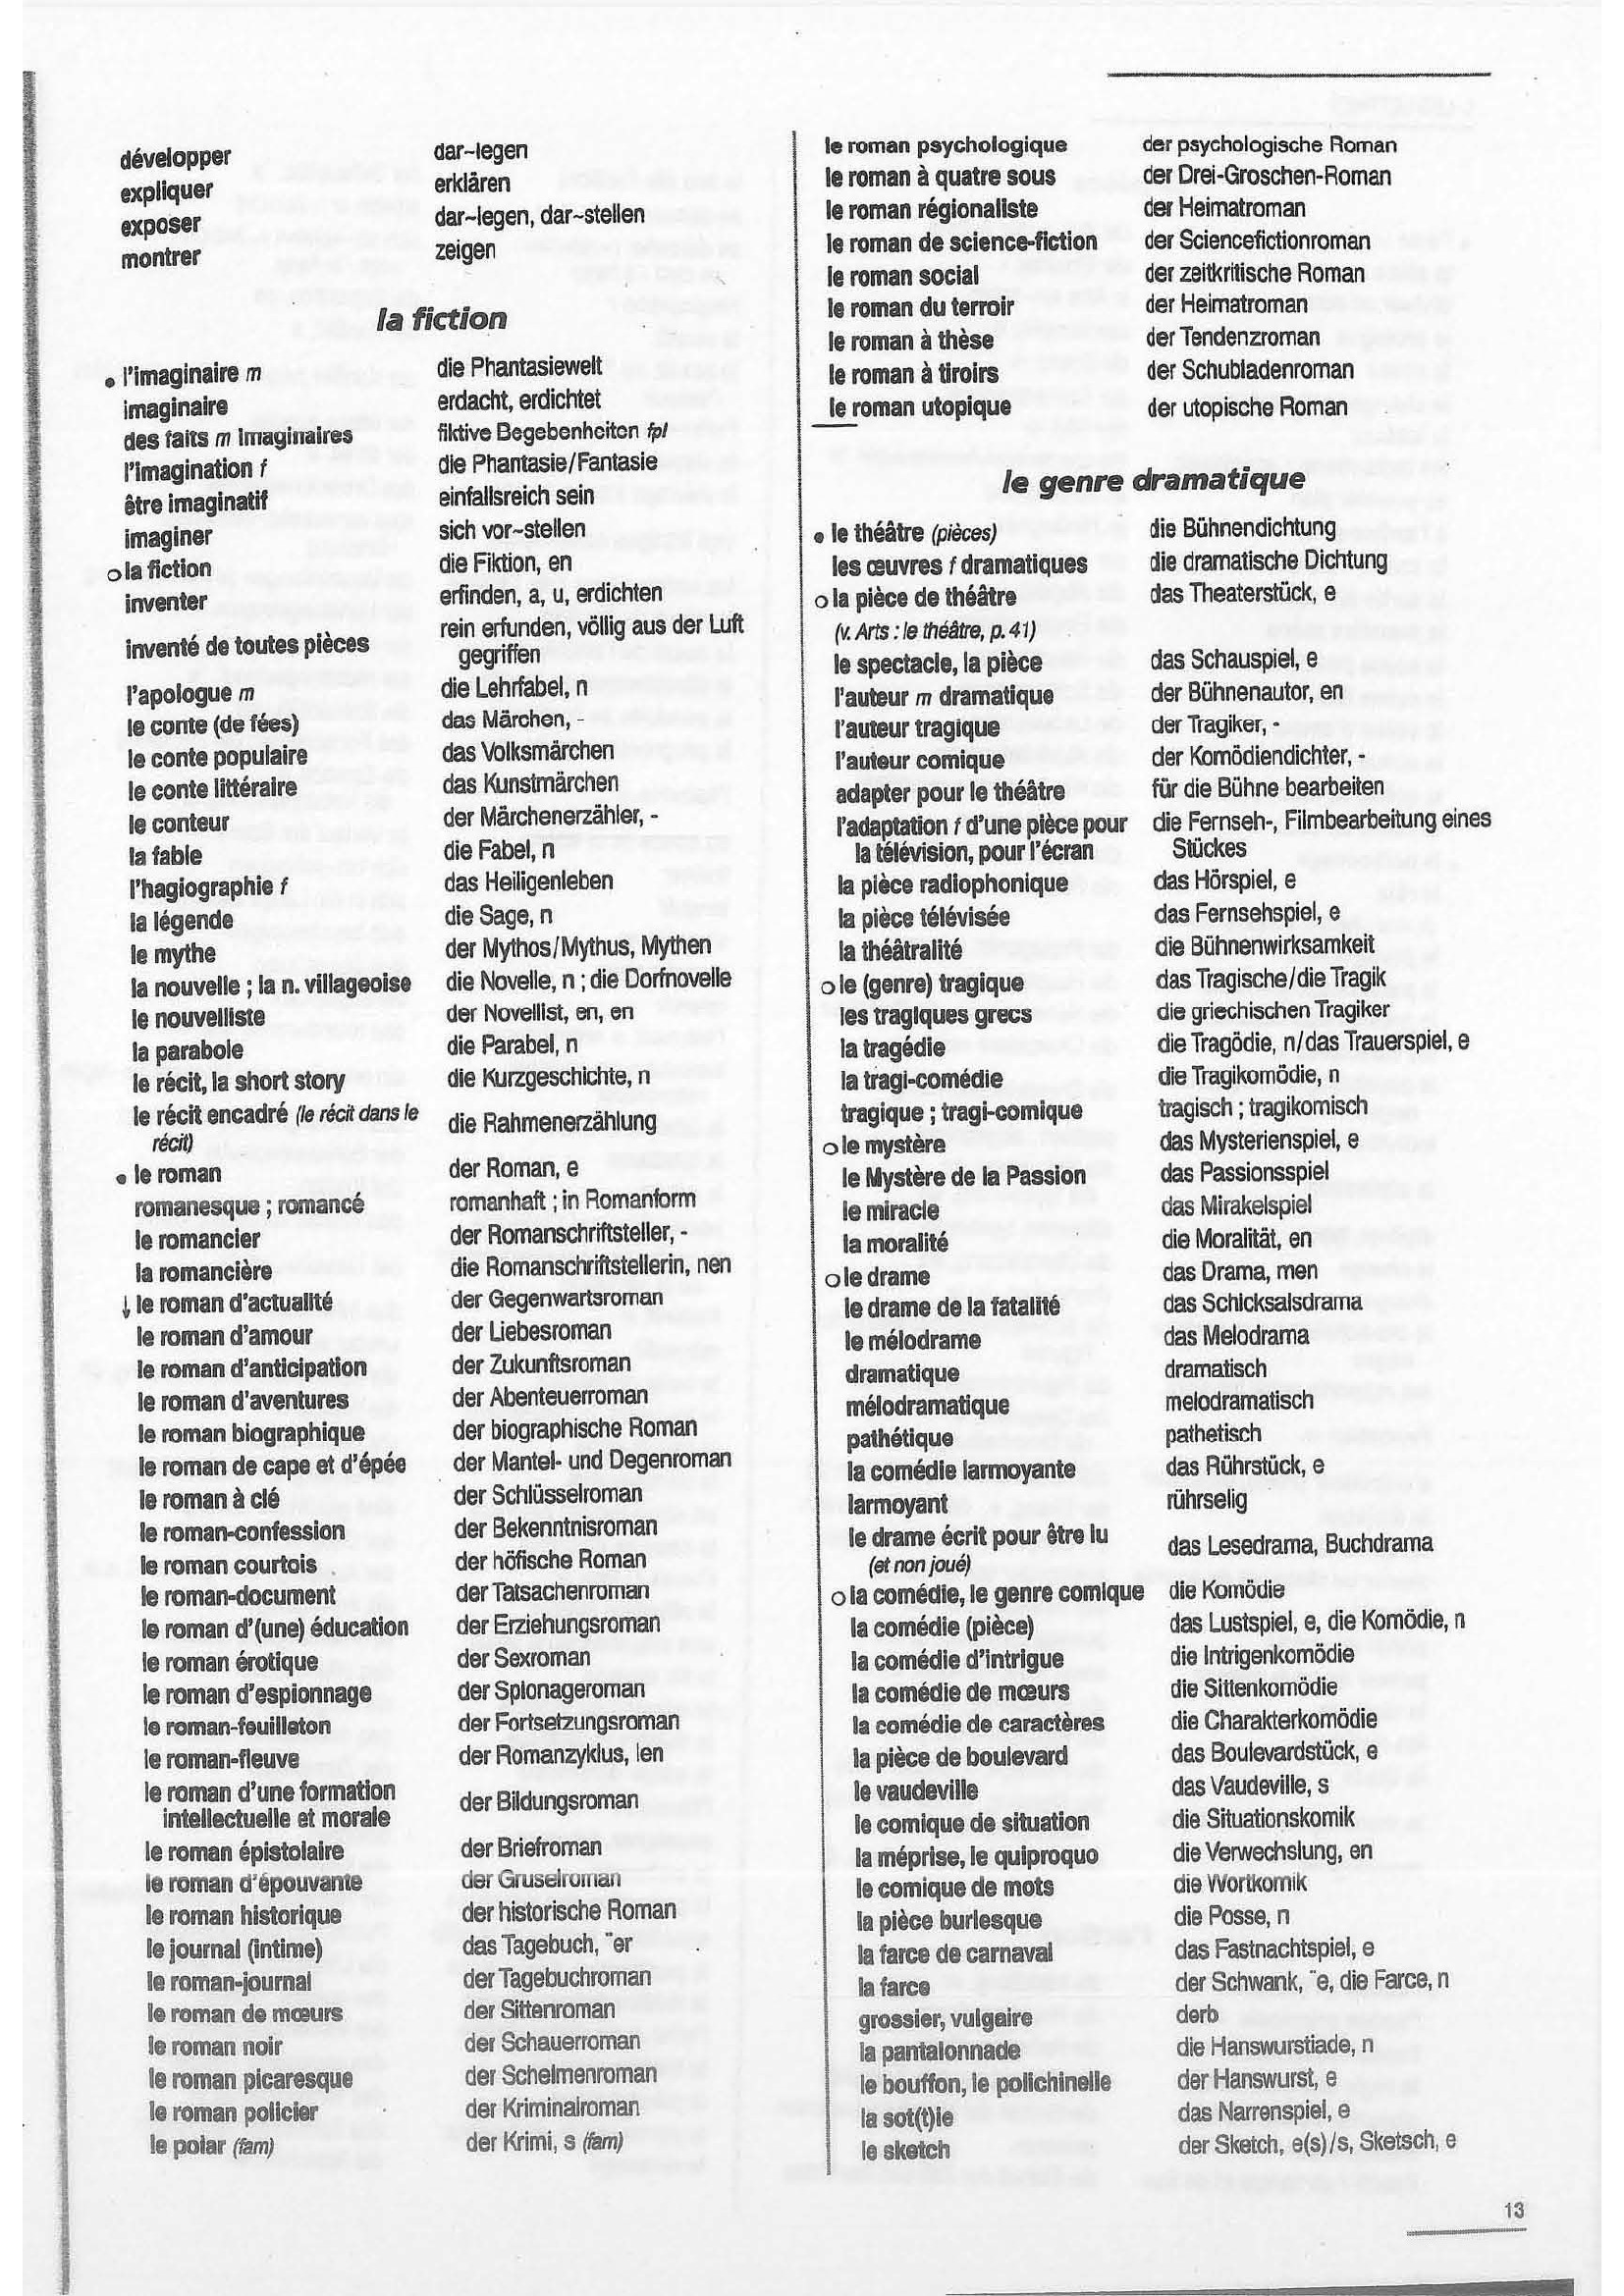 développer dar~legen
expliquer erklären
exposer dar~legen, dar~stellen
montrer zeigen
la fiction
● l'imaginaire m die Phantasiewelt
imaginaire erdacht, erdichtet
des faits m imaginaires fiktive Begebenheiten fpl
l'imagination f die Phantasie/Fantasie
être imaginatif einfallsreich sein
imaginer sich vor~stellen
○ la fiction die Fiktion, en
inventer erfinden, a, u, erdichten
inventé de toutes pièces rein erfunden, völlig aus der Luft
gegriffen
l'apologue m die Lehrfabel, n
le conte (de fées) das Märchen, -
le conte populaire das Volksmärchen
le conte littéraire das Kunstmärchen
le conteur der Märchenerzähler, -
la fable die Fabel, n
l'hagiographie f das Heiligenleben
la légende die Sage, n
le mythe der Mythos/Mythus, Mythen
la nouvelle ; la n. villageoise die Novelle, n ; die Dorfnovelle
le nouvelliste der Novellist, en, en
la parabole die Parabel, n
le récit, la short story die Kurzgeschichte, n
le récit encadré (le récit dans le die Rahmenerzählung
récit)
● le roman der Roman, e
romanesque ; romancé romanhaft ; in Romanform
le romancier der Romanschriftsteller, -
la romancière die Romanschriftstellerin, nen
↓ le roman d'actualité der Gegenwartsroman
le roman d'amour der Liebesroman
le roman d'anticipation der Zukunftsroman
le roman d'aventures der Abenteuerroman
le roman biographique der biographische Roman
le roman de cape et d'épée der Mantel- und Degenroman
le roman à clé der Schlüsselroman
le roman-confession der Bekenntnisroman
le roman courtois der höfische Roman
le roman-document der Tatsachenroman
le roman d'(une) éducation der Erziehungsroman
le roman érotique der Sexroman
le roman d'espionnage der Spionageroman
le roman-feuilleton der Fortsetzungsroman
le roman-fleuve der Romanzyklus, ien
le roman d'une formation der Bildungsroman
intellectuelle et morale
le roman épistolaire der Briefroman
le roman d'épouvante der Gruselroman
le roman historique der historische Roman
le journal (intime) das Tagebuch, ¨er
le roman-journal der Tagebuchroman
le roman de mœurs der Sittenroman
le roman noir der Schauerroman
le roman picaresque der Schelmenroman
le roman policier der Kriminalroman
le polar (fam) der Krimi, s (fam)
le roman psychologique der psychologische Roman
le roman à quatre sous der Drei-Groschen-Roman
le roman régionaliste der Heimatroman
le roman de science-fiction der Sciencefictionroman
le roman social der zeitkritische Roman
le roman du terroir der Heimatroman
le roman à thèse der Tendenzroman
le roman à tiroirs der Schubladenroman
le roman utopique der utopische Roman
le genre dramatique
● le théâtre (pièces) die Bühnendichtung
les œuvres f dramatiques die dramatische Dichtung
○ la pièce de théâtre das Theaterstück, e
(v. Arts : le théâtre, p. 41)
le spectacle, la pièce das Schauspiel, e
l'auteur m dramatique der Bühnenautor, en
l'auteur tragique der Tragiker, -
l'auteur comique der Komödiendichter, -
adapter pour le théâtre für die Bühne bearbeiten
l'adaptation f d'une pièce pour die Fernseh-, Filmbearbeitung eines
la télévision, pour l'écran Stückes
la pièce radiophonique das Hörspiel, e
la pièce télévisée das Fernsehspiel, e
la théâtralité die Bühnenwirksamkeit
○ le (genre) tragique das Tragische/die Tragik
les tragiques grecs die griechischen Tragiker
la tragédie die Tragödie, n/das Trauerspiel, e
la tragi-comédie die Tragikomödie, n
tragique ; tragi-comique tragisch ; tragikomisch
○ le mystère das Mysterienspiel, e
le Mystère de la Passion das Passionsspiel
le miracle das Mirakelspiel
la moralité die Moralität, en
○ le drame das Drama, men
le drame de la fatalité das Schicksalsdrama
le mélodrame das Melodrama
dramatique dramatisch
mélodramatique melodramatisch
pathétique pathetisch
la comédie larmoyante das Rührstück, e
larmoyant rührselig
le drame écrit pour être lu das Lesedrama, Buchdrama
(et non joué)
○ la comédie, le genre comique die Komödie
la comédie (pièce) das Lustspiel, e, die Komödie, n
la comédie d'intrigue die Intrigenkomödie
la comédie de mœurs die Sittenkomödie
la comédie de caractères die Charakterkomödie
la pièce de boulevard das Boulevardstück, e
le vaudeville das Vaudeville, s
le comique de situation die Situationskomik
la méprise, le quiproquo die Verwechslung, en
le comique de mots die Wortkomik
la pièce burlesque die Posse, n
la farce de carnaval das Fastnachtspiel, e
la farce der Schwank, ¨e, die Farce, n
grossier, vulgaire derb
la pantalonnade die Hanswurstiade, n
le bouffon, le polichinelle der Hanswurst, e
la sot(t)ie das Narrenspiel, e
le sketch der Sketch, e(s)/s, Sketsch, e
13